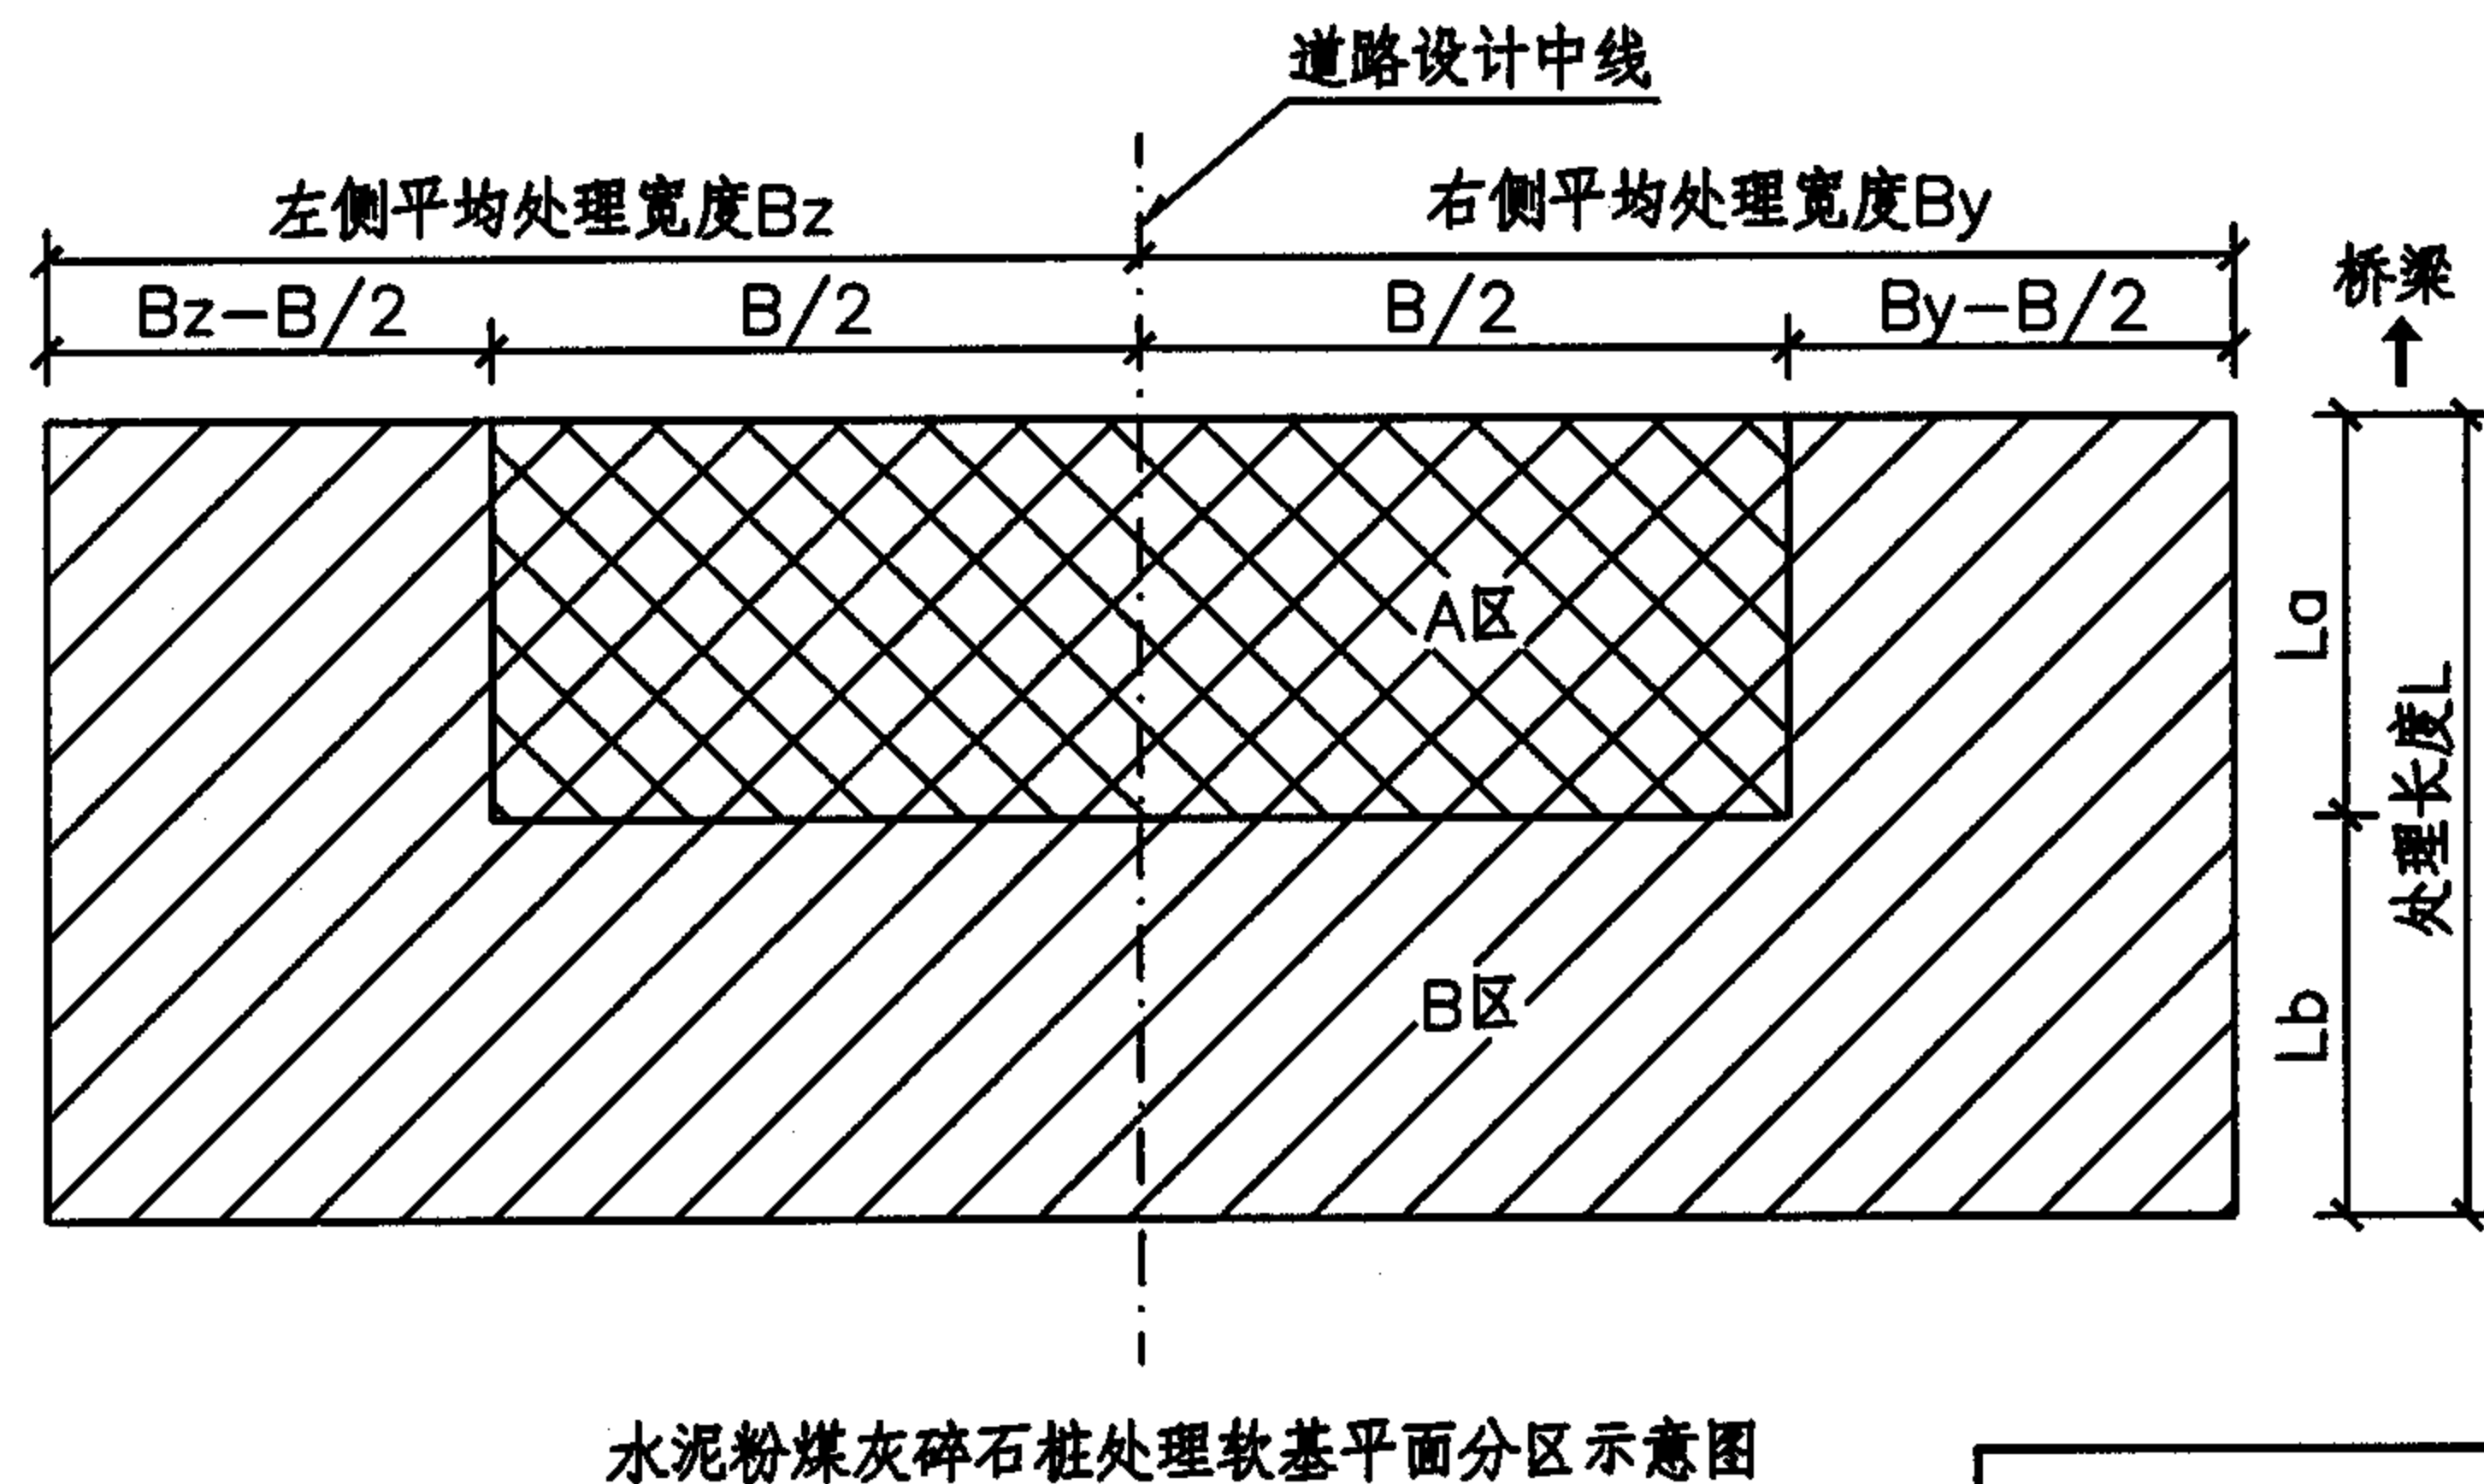 道路设计中线
左侧平均处理宽度Bz
右侧平均处理宽度By
桥梁
Bz-B/2
B/2
B/2
By-B/2
A区
La
处理长度L
B区
Lb
水泥粉煤灰碎石桩处理软基平面分区示意图